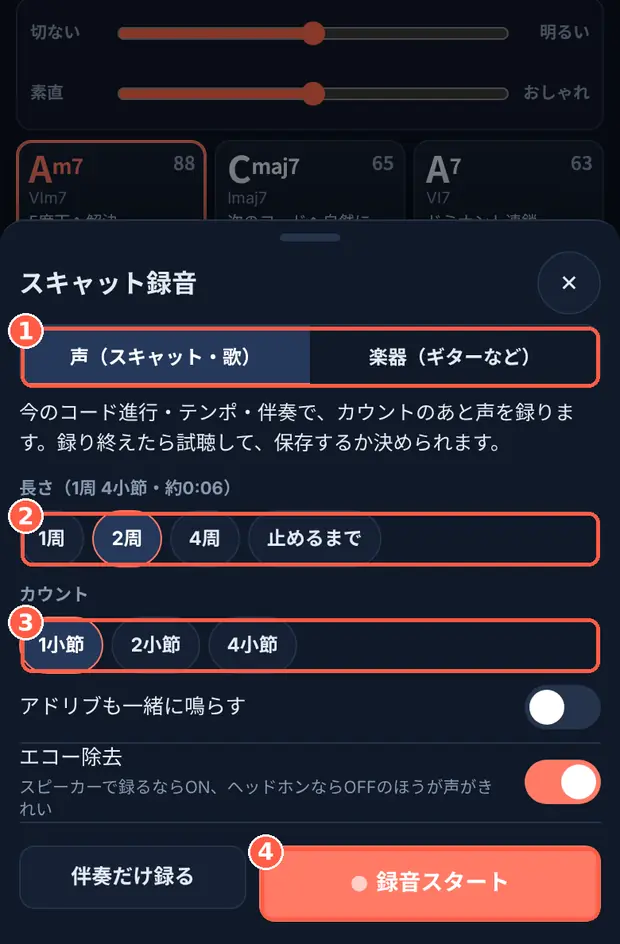 切ない 明るい
素直 おしゃれ
Am7 88 Cmaj7 65 A7 63
VIm7 Imaj7 VI7
スキャット録音 ×
1
声（スキャット・歌） 楽器（ギターなど）
今のコード進行・テンポ・伴奏で、カウントのあと声を録りま
す。録り終えたら試聴して、保存するか決められます。
長さ（1周 4小節・約0:06）
2
1周 2周 4周 止めるまで
カウント
3
1小節 2小節 4小節
アドリブも一緒に鳴らす
エコー除去
スピーカーで録るならON、ヘッドホンならOFFのほうが声がき
れい
4
伴奏だけ録る 録音スタート